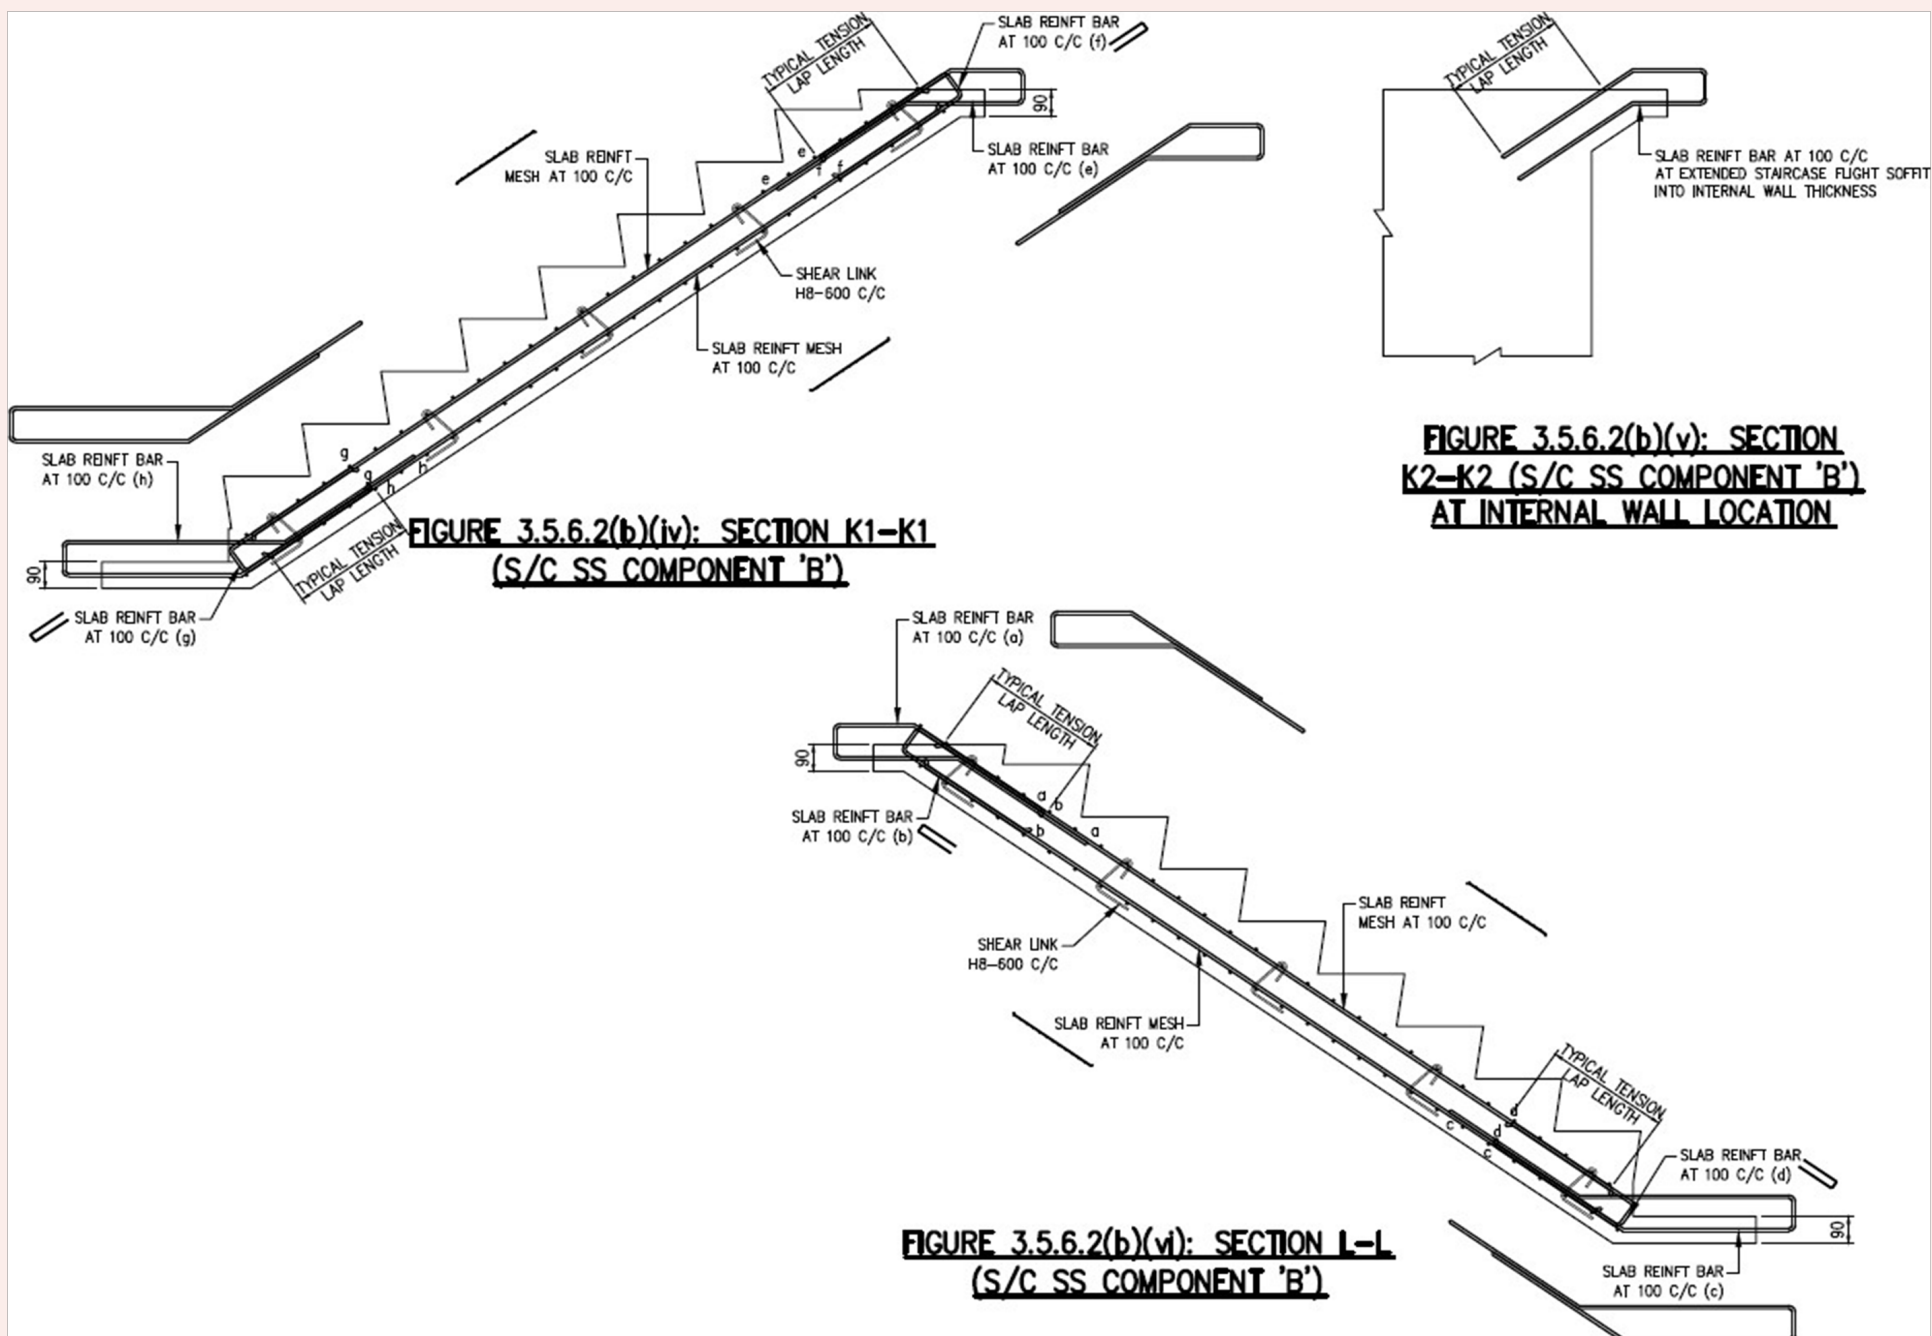 SLAB REINFT BAR
AT 100 C/C (f)
TYPICAL TENSION
LAP LENGTH
90
SLAB REINFT BAR
AT 100 C/C (e)
SLAB REINFT
MESH AT 100 C/C
e
f
f
e
SHEAR LINK
H8-600 C/C
SLAB REINFT MESH
AT 100 C/C
SLAB REINFT BAR
AT 100 C/C (h)
g
g
h
h
90
TYPICAL TENSION
LAP LENGTH
SLAB REINFT BAR
AT 100 C/C (g)
FIGURE 3.5.6.2(b)(iv): SECTION K1-K1
(S/C SS COMPONENT 'B')
TYPICAL TENSION
LAP LENGTH
SLAB REINFT BAR AT 100 C/C
AT EXTENDED STAIRCASE FLIGHT SOFFIT
INTO INTERNAL WALL THICKNESS
FIGURE 3.5.6.2(b)(v): SECTION
K2-K2 (S/C SS COMPONENT 'B')
AT INTERNAL WALL LOCATION
SLAB REINFT BAR
AT 100 C/C (a)
TYPICAL TENSION
LAP LENGTH
90
SLAB REINFT BAR
AT 100 C/C (b)
a
b
b
a
SLAB REINFT
MESH AT 100 C/C
SHEAR LINK
H8-600 C/C
SLAB REINFT MESH
AT 100 C/C
TYPICAL TENSION
LAP LENGTH
d
c
d
c
SLAB REINFT BAR
AT 100 C/C (d)
90
SLAB REINFT BAR
AT 100 C/C (c)
FIGURE 3.5.6.2(b)(vi): SECTION L-L
(S/C SS COMPONENT 'B')